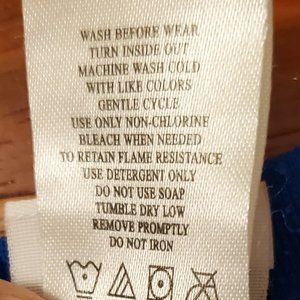 WASH BEFORE WEAR
TURN INSIDE OUT
MACHINE WASH COLD
WITH LIKE COLORS
GENTLE CYCLE
USE ONLY NON-CHLORINE
BLEACH WHEN NEEDED
TO RETAIN FLAME RESISTANCE
USE DETERGENT ONLY
DO NOT USE SOAP
TUMBLE DRY LOW
REMOVE PROMPTLY
DO NOT IRON